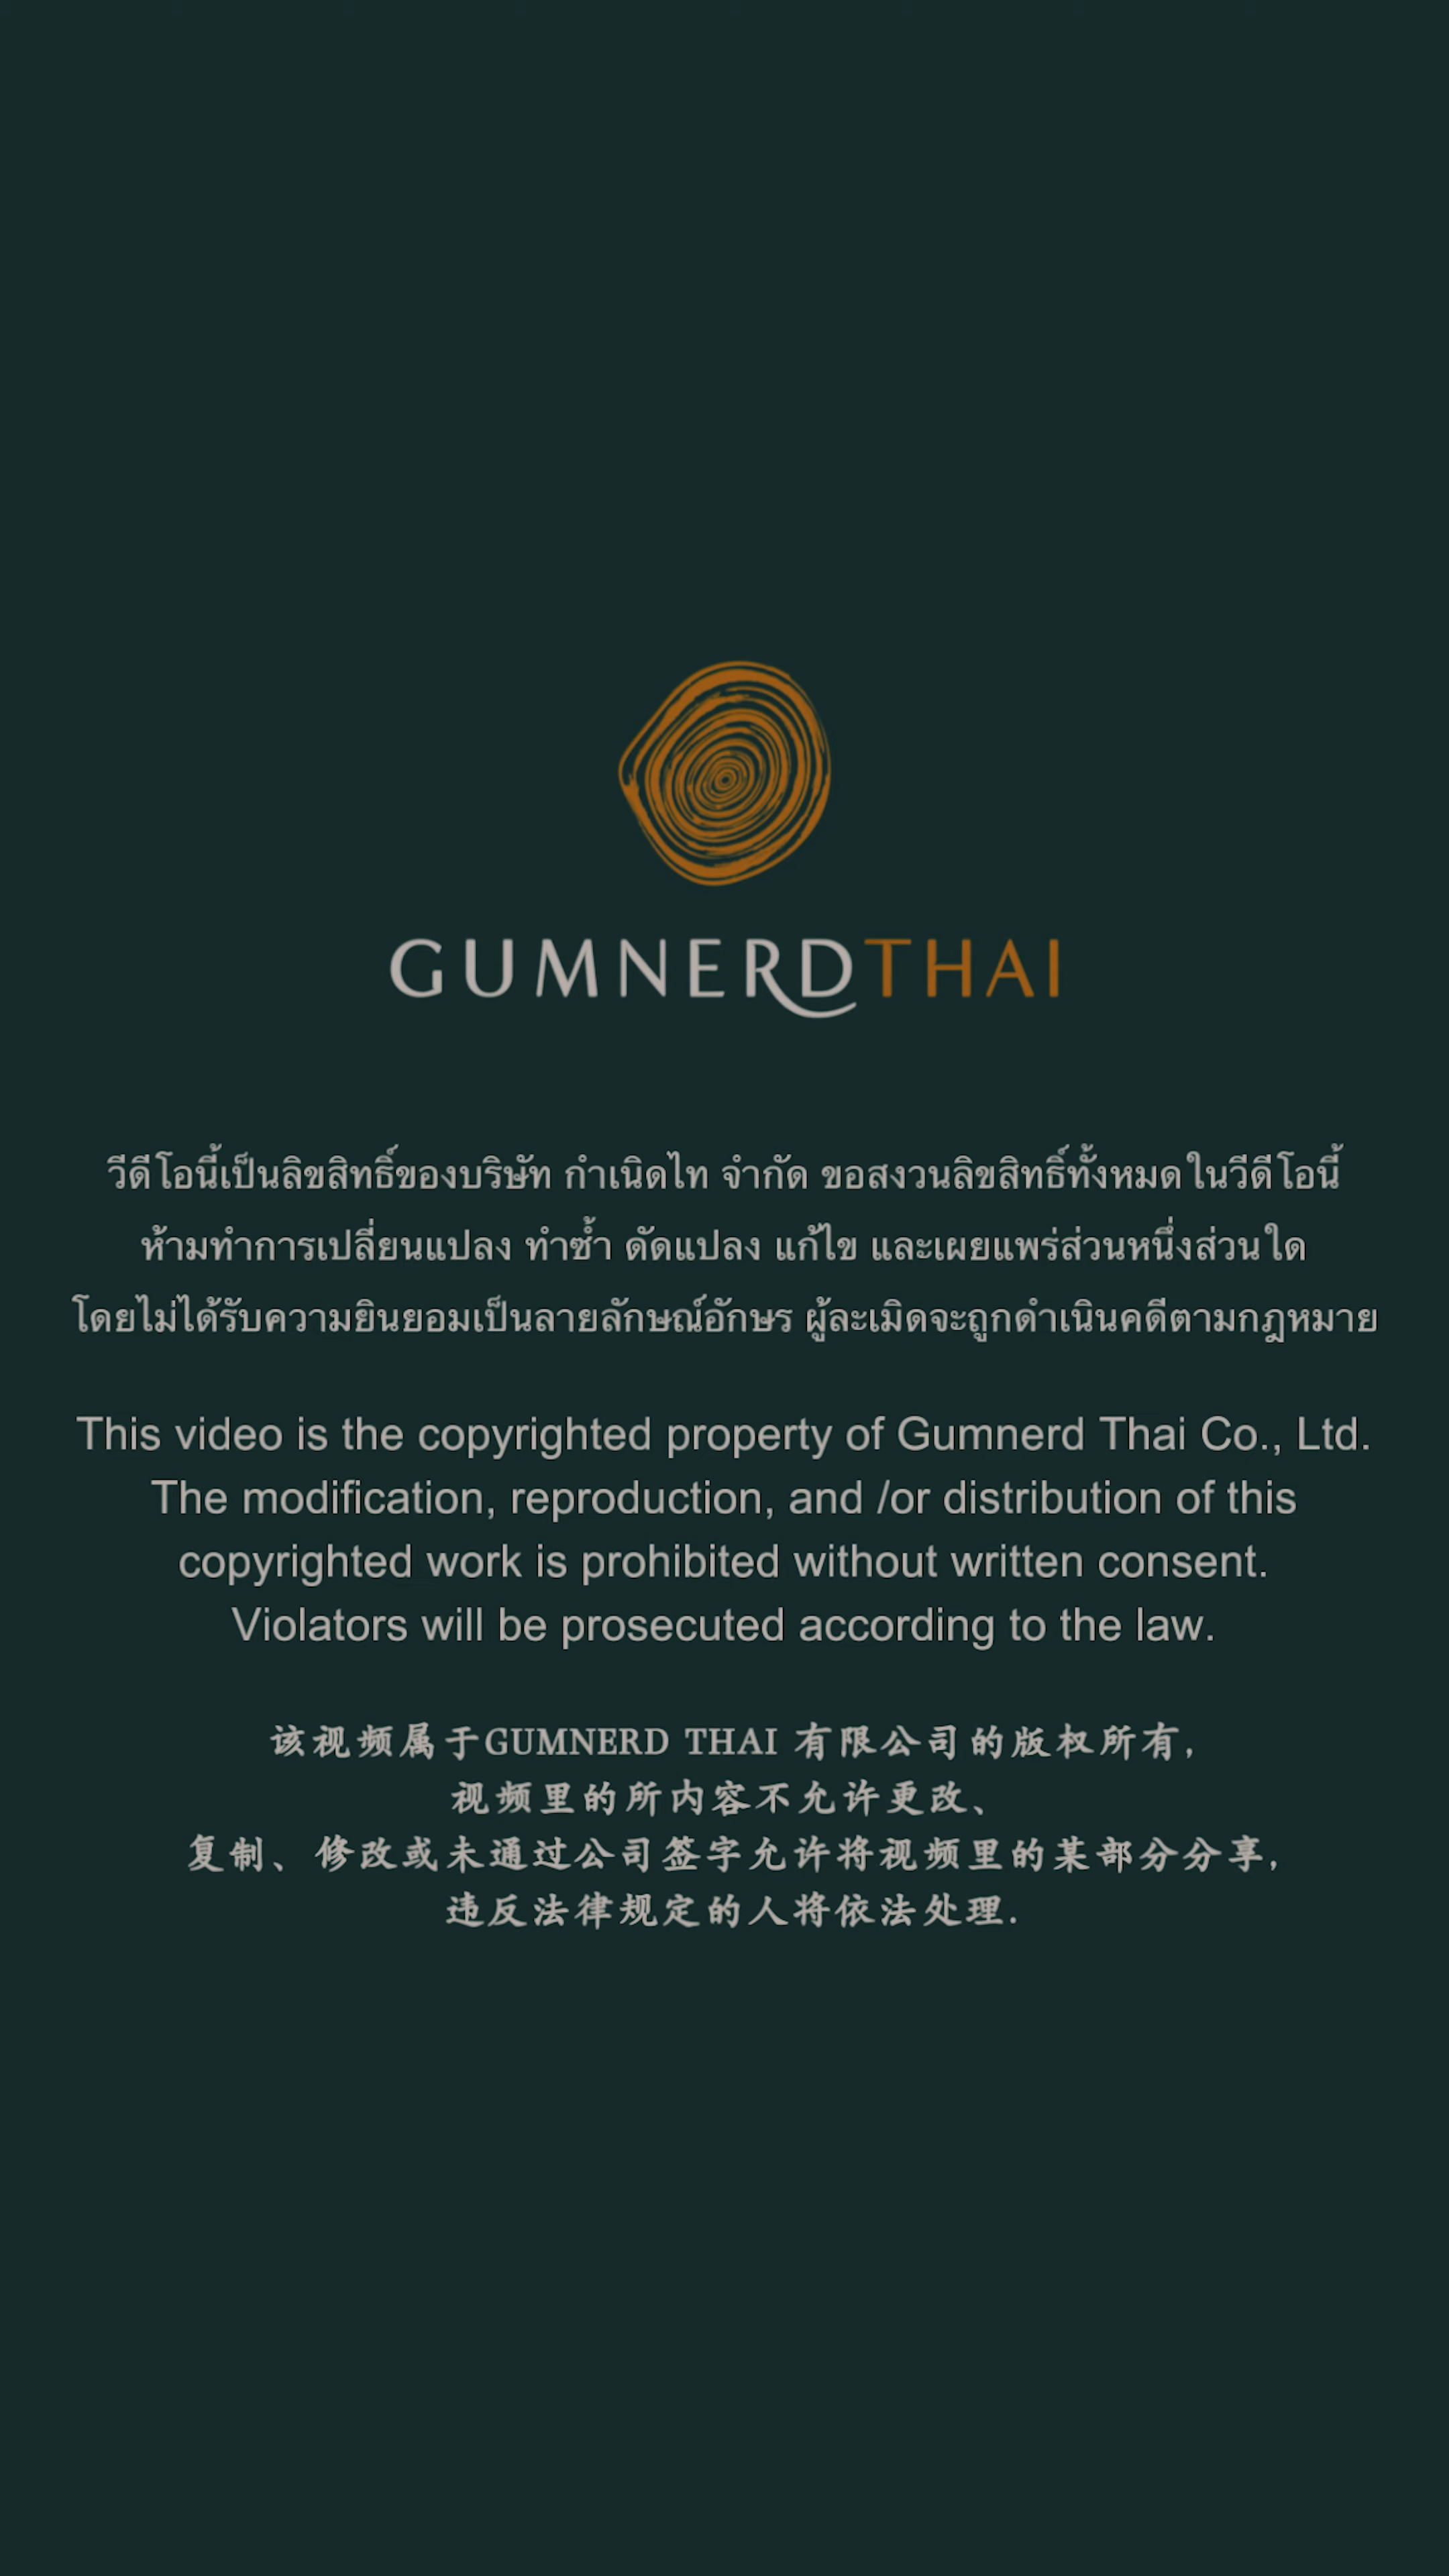 GUMNERDTHAI
วีดีโอนี้เป็นลิขสิทธิ์ของบริษัท กำเนิดไท จำกัด ขอสงวนลิขสิทธิ์ทั้งหมดในวีดีโอนี้
ห้ามทำการเปลี่ยนแปลง ทำซ้ำ ดัดแปลง แก้ไข และเผยแพร่ส่วนหนึ่งส่วนใด
โดยไม่ได้รับความยินยอมเป็นลายลักษณ์อักษร ผู้ละเมิดจะถูกดำเนินคดีตามกฎหมาย
This video is the copyrighted property of Gumnerd Thai Co., Ltd.
The modification, reproduction, and /or distribution of this
copyrighted work is prohibited without written consent.
Violators will be prosecuted according to the law.
该视频属于GUMNERD THAI 有限公司的版权所有,
视频里的所内容不允许更改、
复制、修改或未通过公司签字允许将视频里的某部分分享,
违反法律规定的人将依法处理.